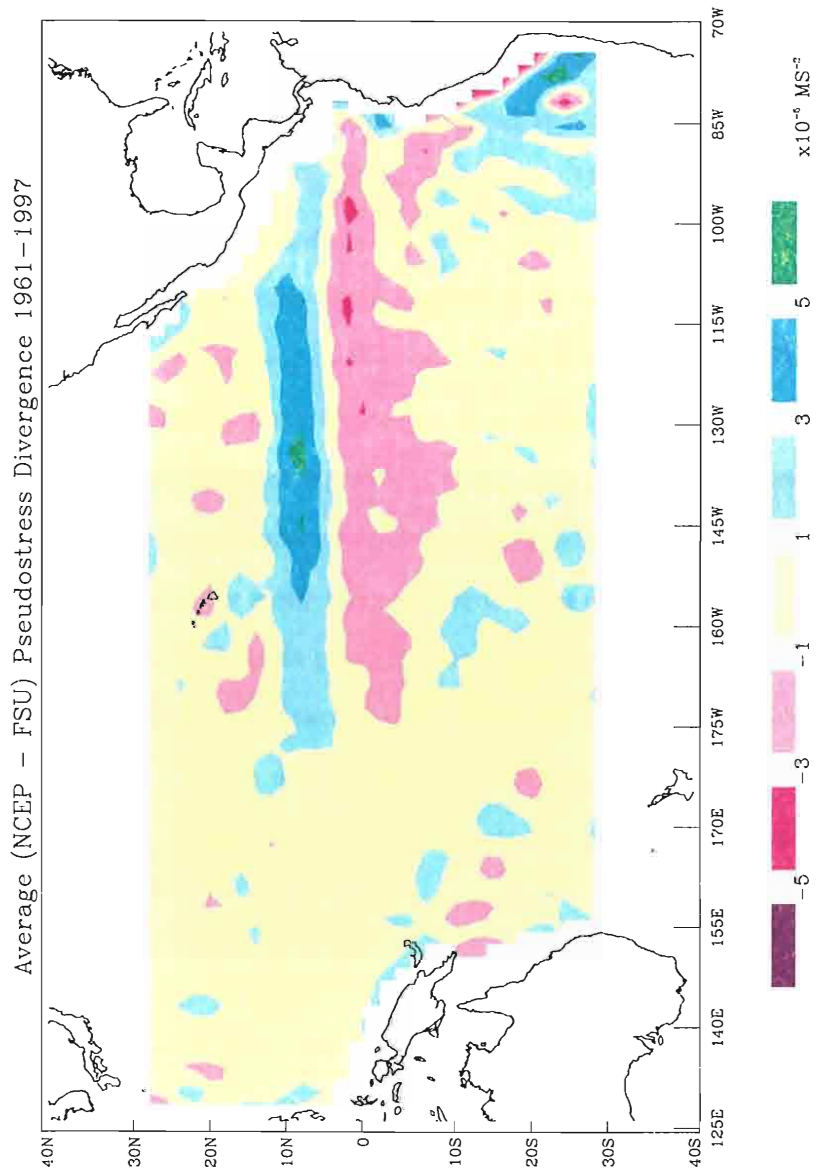 Average (NCEP – FSU) Pseudostress Divergence 1961–1997
40N
30N
20N
10N
0
10S
20S
30S
40S
125E
140E
155E
170E
175W
160W
145W
130W
115W
100W
85W
70W
−5
−3
−1
1
3
5
x10⁻⁵ MS⁻²